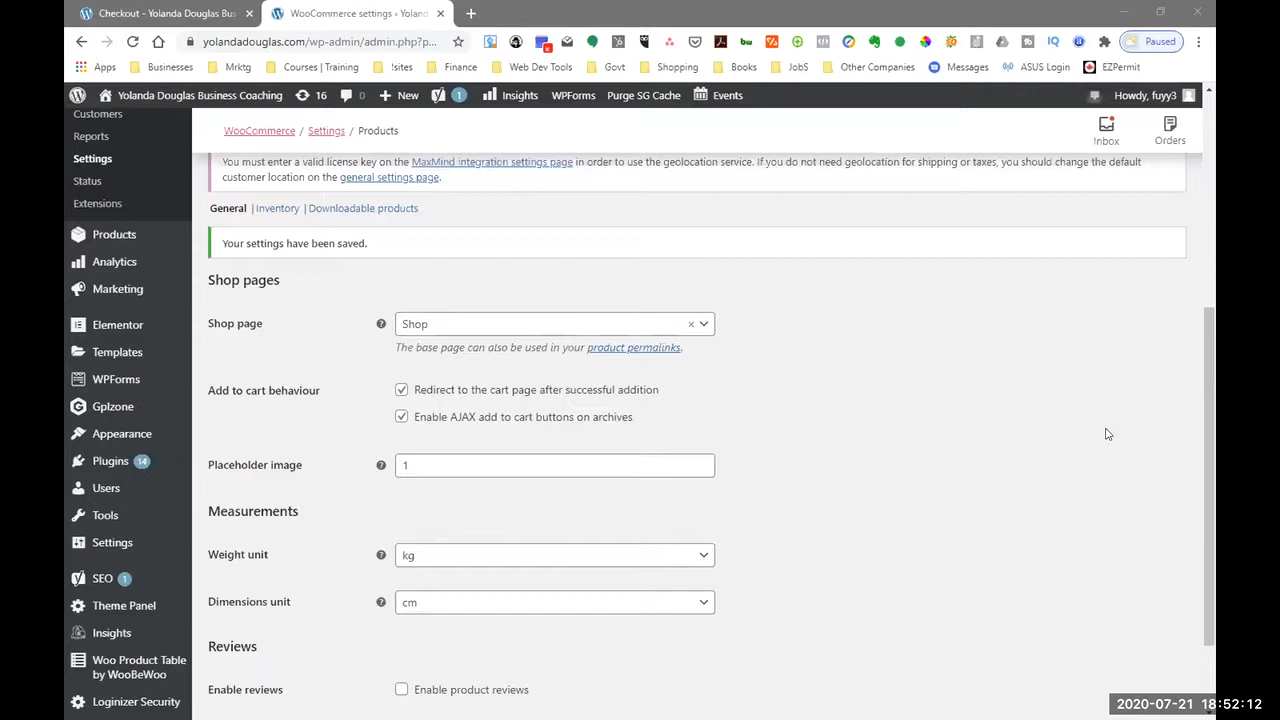 Checkout - Yolanda Douglas Bus
WooCommerce settings ‹ Yoland
yolandadouglas.com/wp-admin/admin.php?p...
Paused
Apps
Businesses
Mrktg
Courses | Training
!sites
Finance
Web Dev Tools
Govt
Shopping
Books
JobS
Other Companies
Messages
ASUS Login
EZPermit
Yolanda Douglas Business Coaching
16
0
New
1
Insights
WPForms
Purge SG Cache
Events
Howdy, fuyy3
Customers
Reports
Settings
Status
Extensions
Products
Analytics
Marketing
Elementor
Templates
WPForms
Gplzone
Appearance
Plugins 14
Users
Tools
Settings
SEO 1
Theme Panel
Insights
Woo Product Table
by WooBeWoo
Loginizer Security
WooCommerce / Settings / Products
Inbox
Orders
You must enter a valid license key on the MaxMind integration settings page in order to use the geolocation service. If you do not need geolocation for shipping or taxes, you should change the default
customer location on the general settings page.
General | Inventory | Downloadable products
Your settings have been saved.
Shop pages
Shop page
Shop
The base page can also be used in your product permalinks.
Add to cart behaviour
Redirect to the cart page after successful addition
Enable AJAX add to cart buttons on archives
Placeholder image
1
Measurements
Weight unit
kg
Dimensions unit
cm
Reviews
Enable reviews
Enable product reviews
2020-07-21 18:52:12